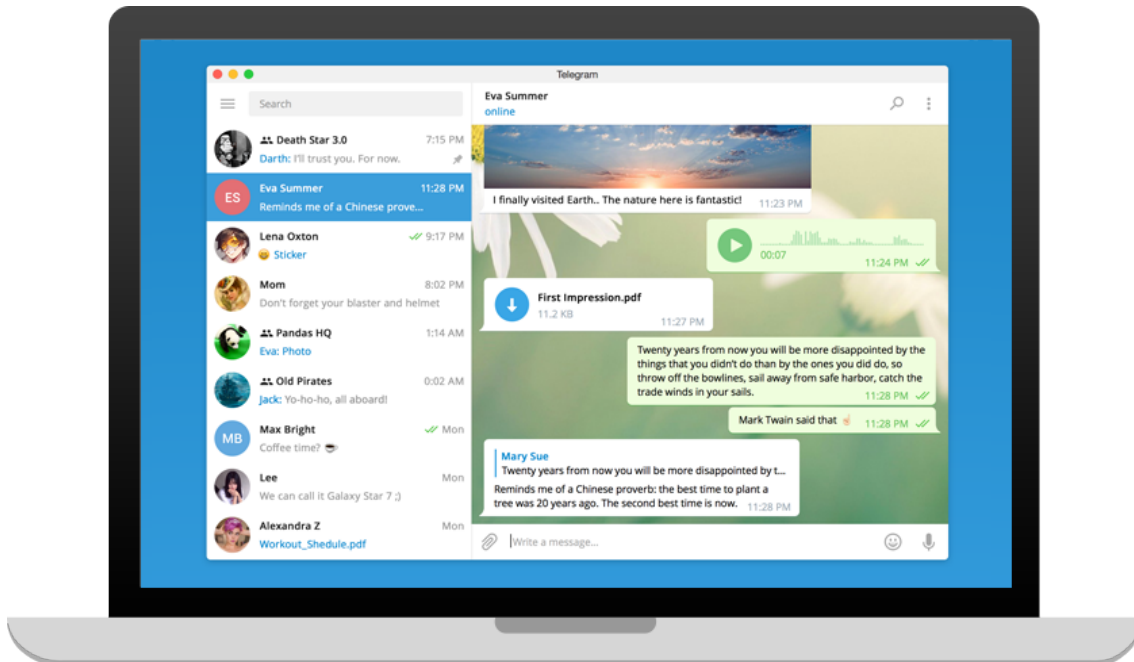 Telegram
Search
Death Star 3.0 7:15 PM
Darth: I'll trust you. For now.
ES
Eva Summer 11:28 PM
Reminds me of a Chinese prove...
Lena Oxton 9:17 PM
Sticker
Mom 8:02 PM
Don't forget your blaster and helmet
Pandas HQ 1:14 AM
Eva: Photo
Old Pirates 0:02 AM
Jack: Yo-ho-ho, all aboard!
MB
Max Bright Mon
Coffee time?
Lee Mon
We can call it Galaxy Star 7 ;)
Alexandra Z Mon
Workout_Shedule.pdf
Eva Summer
online
I finally visited Earth.. The nature here is fantastic! 11:23 PM
00:07
11:24 PM
First Impression.pdf
11.2 KB
11:27 PM
Twenty years from now you will be more disappointed by the
things that you didn't do than by the ones you did do, so
throw off the bowlines, sail away from safe harbor, catch the
trade winds in your sails.
11:28 PM
Mark Twain said that 11:28 PM
Mary Sue
Twenty years from now you will be more disappointed by t...
Reminds me of a Chinese proverb: the best time to plant a
tree was 20 years ago. The second best time is now. 11:28 PM
Write a message...